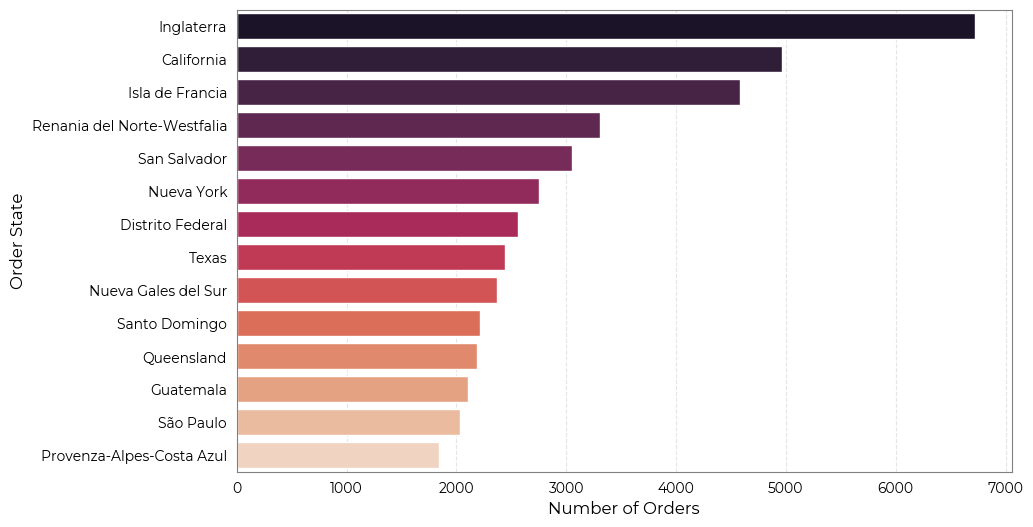 Inglaterra
California
Isla de Francia
Renania del Norte-Westfalia
San Salvador
Nueva York
Distrito Federal
Texas
Nueva Gales del Sur
Santo Domingo
Queensland
Guatemala
São Paulo
Provenza-Alpes-Costa Azul
Order State
0 1000 2000 3000 4000 5000 6000 7000
Number of Orders